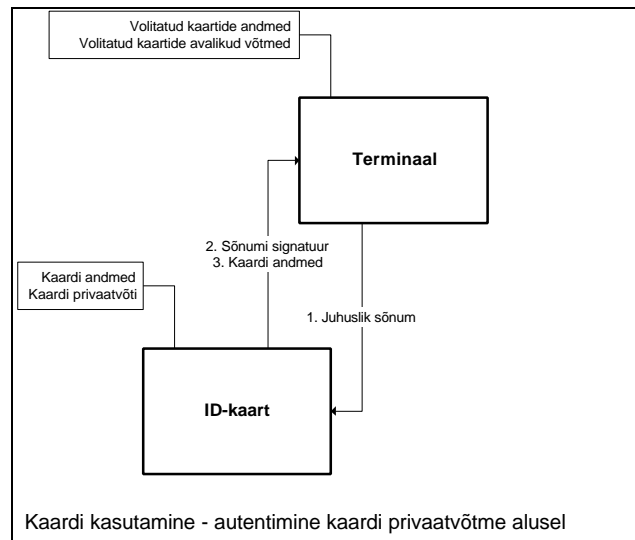 Volitatud kaartide andmed
Volitatud kaartide avalikud võtmed
Terminaal
2. Sõnumi signatuur
3. Kaardi andmed
Kaardi andmed
Kaardi privaatvõti
1. Juhuslik sõnum
ID-kaart
Kaardi kasutamine - autentimine kaardi privaatvõtme alusel